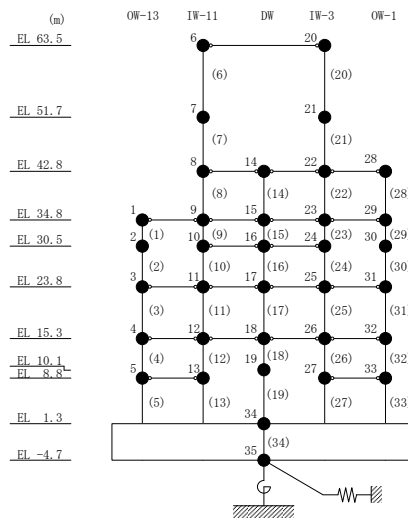 (m) OW-13 IW-11 DW IW-3 OW-1
EL 63.5 6 20
(6) (20)
EL 51.7 7 21
(7) (21)
EL 42.8 8 14 22 28
(8) (14) (22) (28)
EL 34.8 1 9 15 23 29
(1) (9) (15) (23) (29)
EL 30.5 2 10 16 24 30
(2) (10) (16) (24) (30)
EL 23.8 3 11 17 25 31
(3) (11) (17) (25) (31)
EL 15.3 4 12 18 26 32
(4) (12) (18) (26) (32)
EL 10.1 19
EL 8.8 5 13 27 33
(5) (13) (19) (27) (33)
EL 1.3 34
(34)
EL -4.7 35